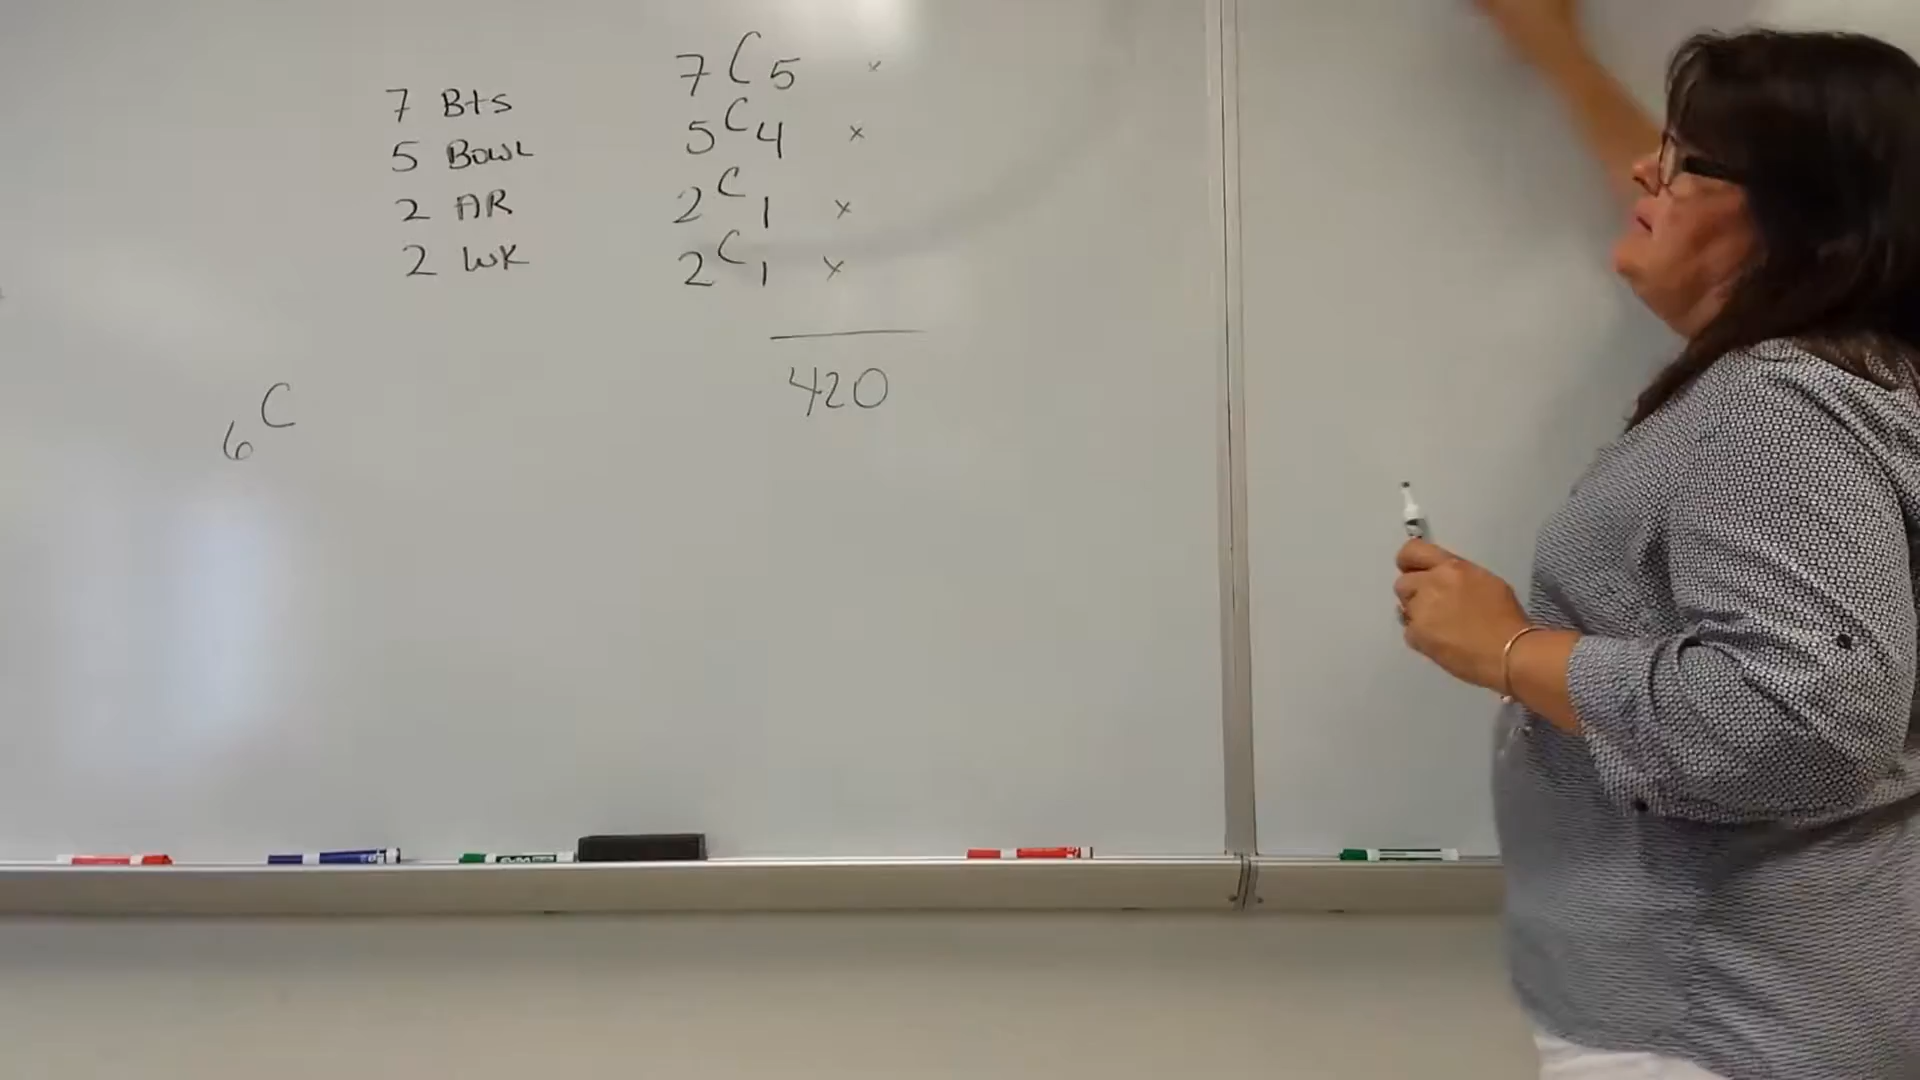 7 Bts
5 BOWL
2 AR
2 WK
7C5 ×
5C4 ×
2C1 ×
2C1 ×
420
6C